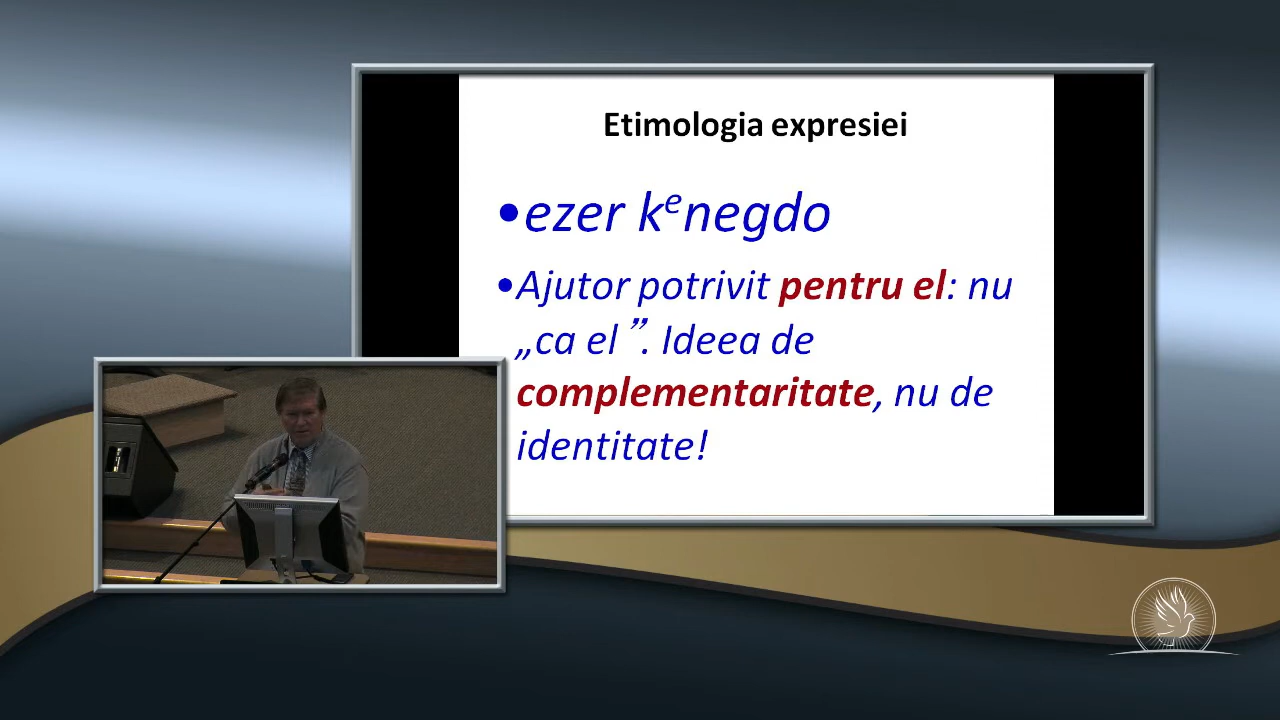 Etimologia expresiei
•ezer kᵉnegdo
•Ajutor potrivit pentru el: nu
„ca el ”. Ideea de
complementaritate, nu de
identitate!